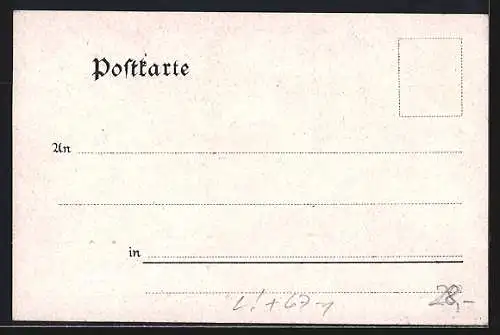 Postkarte
An
in
28,-